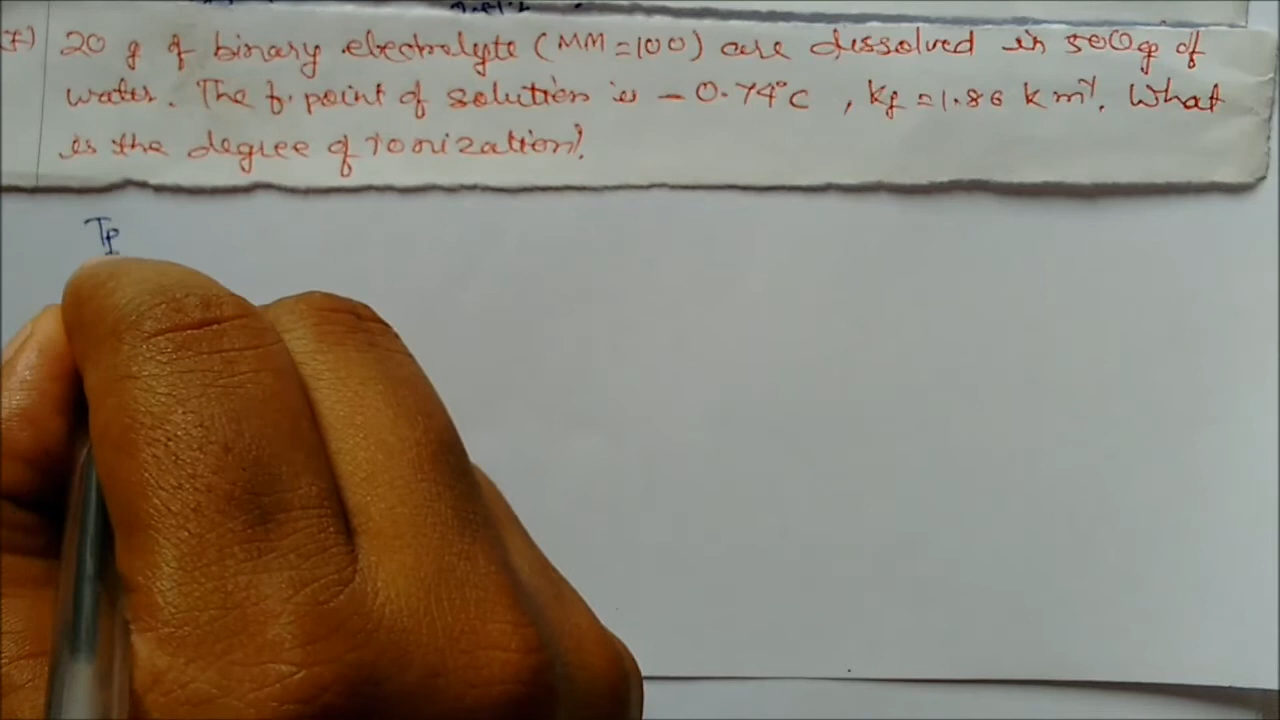 (7) 20 g of binary electrolyte (MM = 100) are dissolved in 500g of
water. The f. point of solution is - 0.74°C , Kf = 1.86 K m⁻¹. What
is the degree of ionization?
Tf